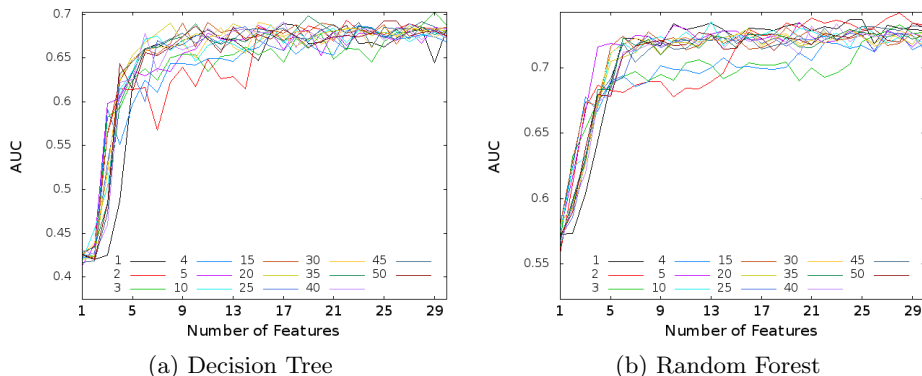 0.7
0.65
0.6
0.55
0.5
0.45
0.4
AUC
1 4 15 30 45
2 5 20 35 50
3 10 25 40
1 5 9 13 17 21 25 29
Number of Features
(a) Decision Tree
0.7
0.65
0.6
0.55
AUC
1 4 15 30 45
2 5 20 35 50
3 10 25 40
1 5 9 13 17 21 25 29
Number of Features
(b) Random Forest